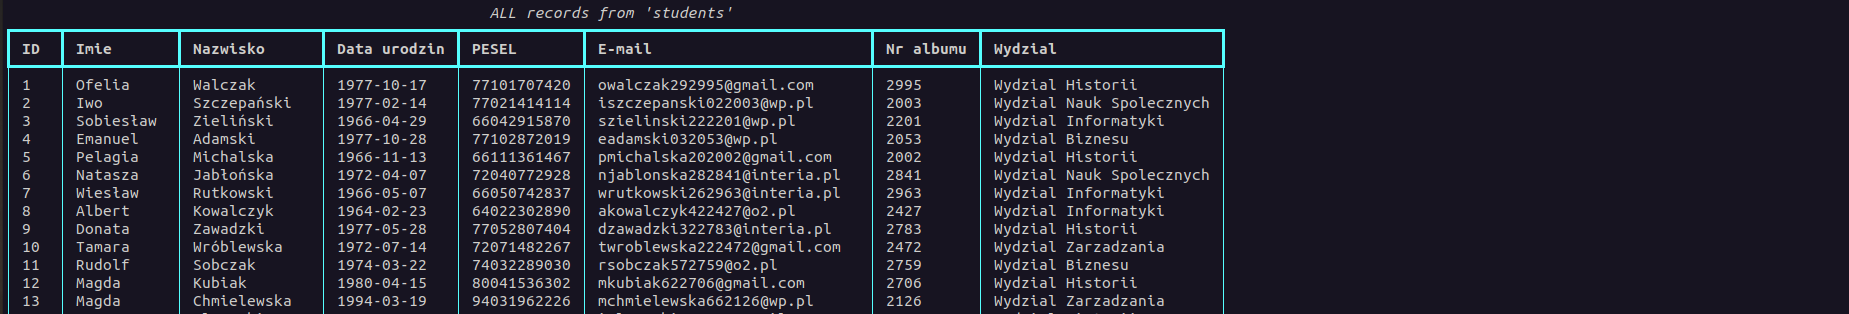 ALL records from 'students'
ID Imie Nazwisko Data urodzin PESEL E-mail Nr albumu Wydzial
1 Ofelia Walczak 1977-10-17 77101707420 owalczak292995@gmail.com 2995 Wydzial Historii
2 Iwo Szczepański 1977-02-14 77021414114 iszczepanski022003@wp.pl 2003 Wydzial Nauk Spolecznych
3 Sobiesław Zieliński 1966-04-29 66042915870 szielinski222201@wp.pl 2201 Wydzial Informatyki
4 Emanuel Adamski 1977-10-28 77102872019 eadamski032053@wp.pl 2053 Wydzial Biznesu
5 Pelagia Michalska 1966-11-13 66111361467 pmichalska202002@gmail.com 2002 Wydzial Historii
6 Natasza Jabłońska 1972-04-07 72040772928 njablonska282841@interia.pl 2841 Wydzial Nauk Spolecznych
7 Wiesław Rutkowski 1966-05-07 66050742837 wrutkowski262963@interia.pl 2963 Wydzial Informatyki
8 Albert Kowalczyk 1964-02-23 64022302890 akowalczyk422427@o2.pl 2427 Wydzial Informatyki
9 Donata Zawadzki 1977-05-28 77052807404 dzawadzki322783@interia.pl 2783 Wydzial Historii
10 Tamara Wróblewska 1972-07-14 72071482267 twroblewska222472@gmail.com 2472 Wydzial Zarzadzania
11 Rudolf Sobczak 1974-03-22 74032289030 rsobczak572759@o2.pl 2759 Wydzial Biznesu
12 Magda Kubiak 1980-04-15 80041536302 mkubiak622706@gmail.com 2706 Wydzial Historii
13 Magda Chmielewska 1994-03-19 94031962226 mchmielewska662126@wp.pl 2126 Wydzial Zarzadzania